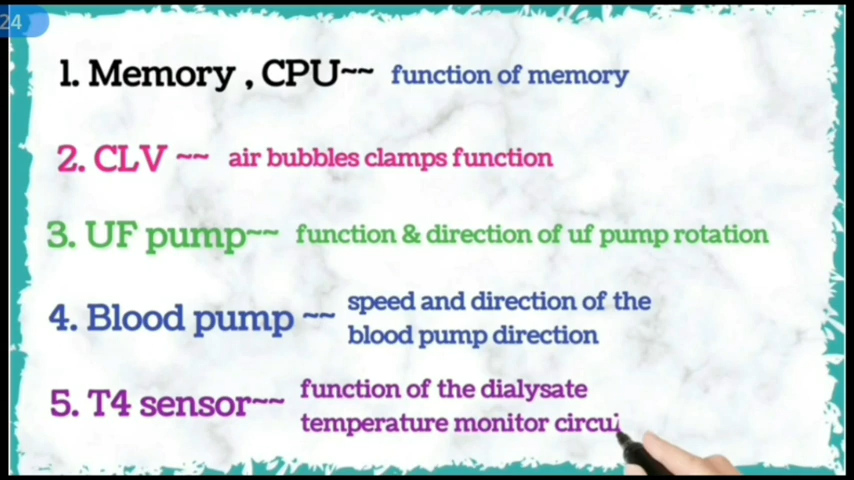 24
1. Memory , CPU~~ function of memory
2. CLV ~~ air bubbles clamps function
3. UF pump~~ function & direction of uf pump rotation
4. Blood pump ~~ speed and direction of the
blood pump direction
5. T4 sensor~~ function of the dialysate
temperature monitor circui